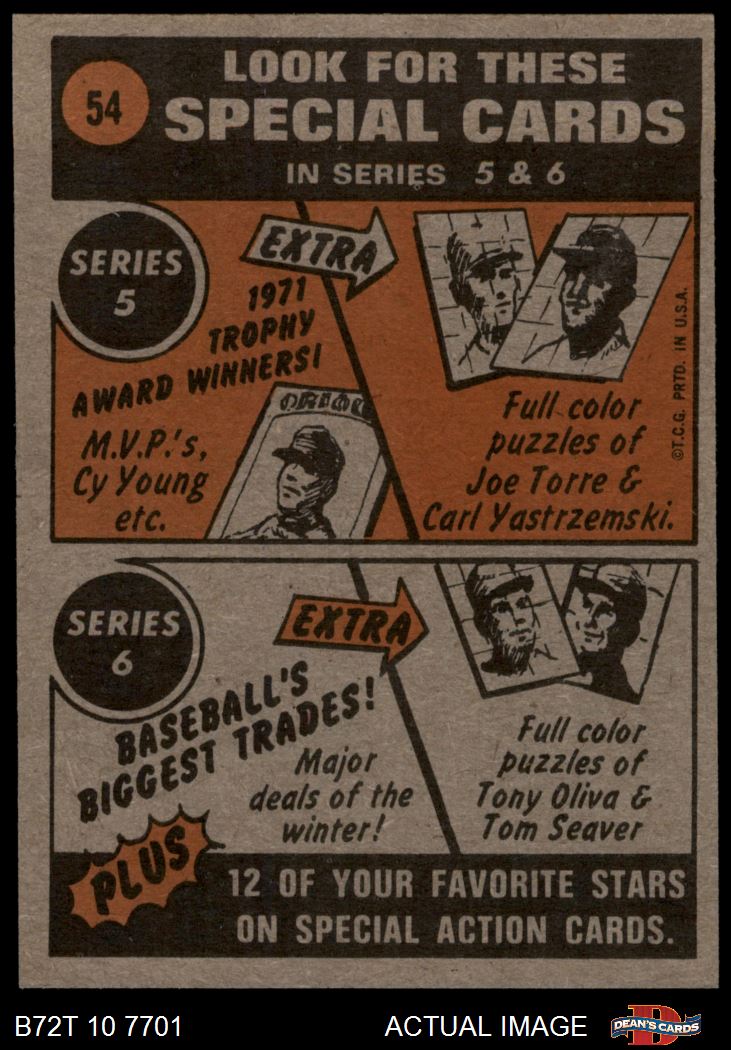 54
LOOK FOR THESE
SPECIAL CARDS
IN SERIES 5 & 6
SERIES
5
EXTRA
1971
TROPHY
AWARD WINNERS!
M.V.P.'s,
Cy Young
etc.
Full color
puzzles of
Joe Torre &
Carl Yastrzemski.
©T.C.G. PRTD. IN U.S.A.
SERIES
6
EXTRA
BASEBALL'S
BIGGEST TRADES!
Major
deals of the
winter!
Full color
puzzles of
Tony Oliva &
Tom Seaver
PLUS
12 OF YOUR FAVORITE STARS
ON SPECIAL ACTION CARDS.
B72T 10 7701
ACTUAL IMAGE
DEAN'S CARDS